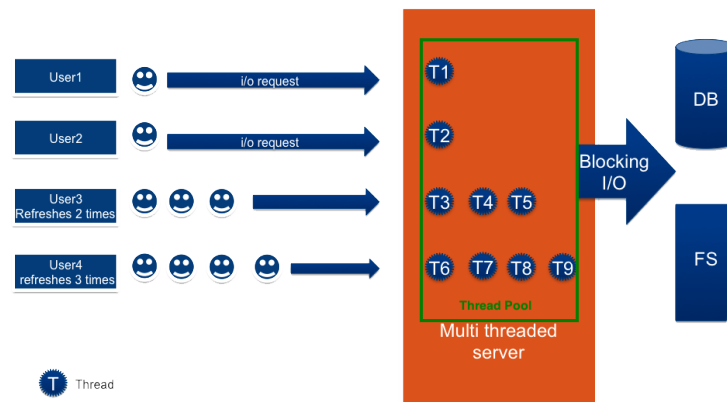 User1
i/o request
T1
User2
i/o request
T2
User3
Refreshes 2 times
T3 T4 T5
User4
refreshes 3 times
T6 T7 T8 T9
Thread Pool
Multi threaded
server
Blocking
I/O
DB
FS
T Thread